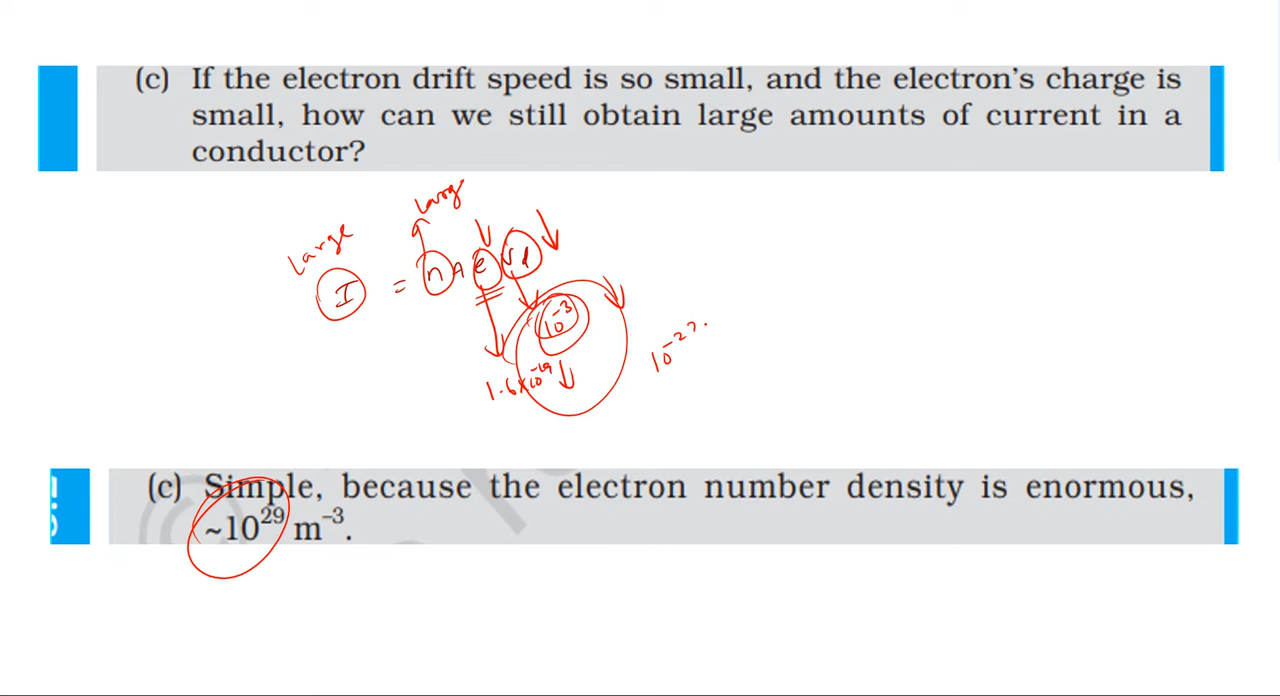 (c) If the electron drift speed is so small, and the electron's charge is
small, how can we still obtain large amounts of current in a
conductor?
Large
Large
I = nAevd
10⁻³
1.6×10⁻¹⁹
10⁻²²
(c) Simple, because the electron number density is enormous,
~10²⁹ m⁻³.